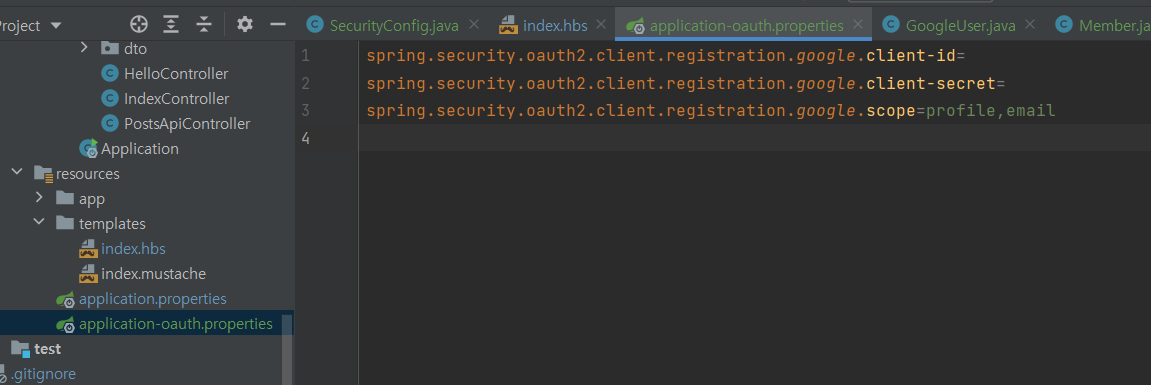 Project
SecurityConfig.java
index.hbs
application-oauth.properties
GoogleUser.java
Member.ja
dto
HelloController
IndexController
PostsApiController
Application
resources
app
templates
index.hbs
index.mustache
application.properties
application-oauth.properties
test
.gitignore
1 spring.security.oauth2.client.registration.google.client-id=
2 spring.security.oauth2.client.registration.google.client-secret=
3 spring.security.oauth2.client.registration.google.scope=profile,email
4